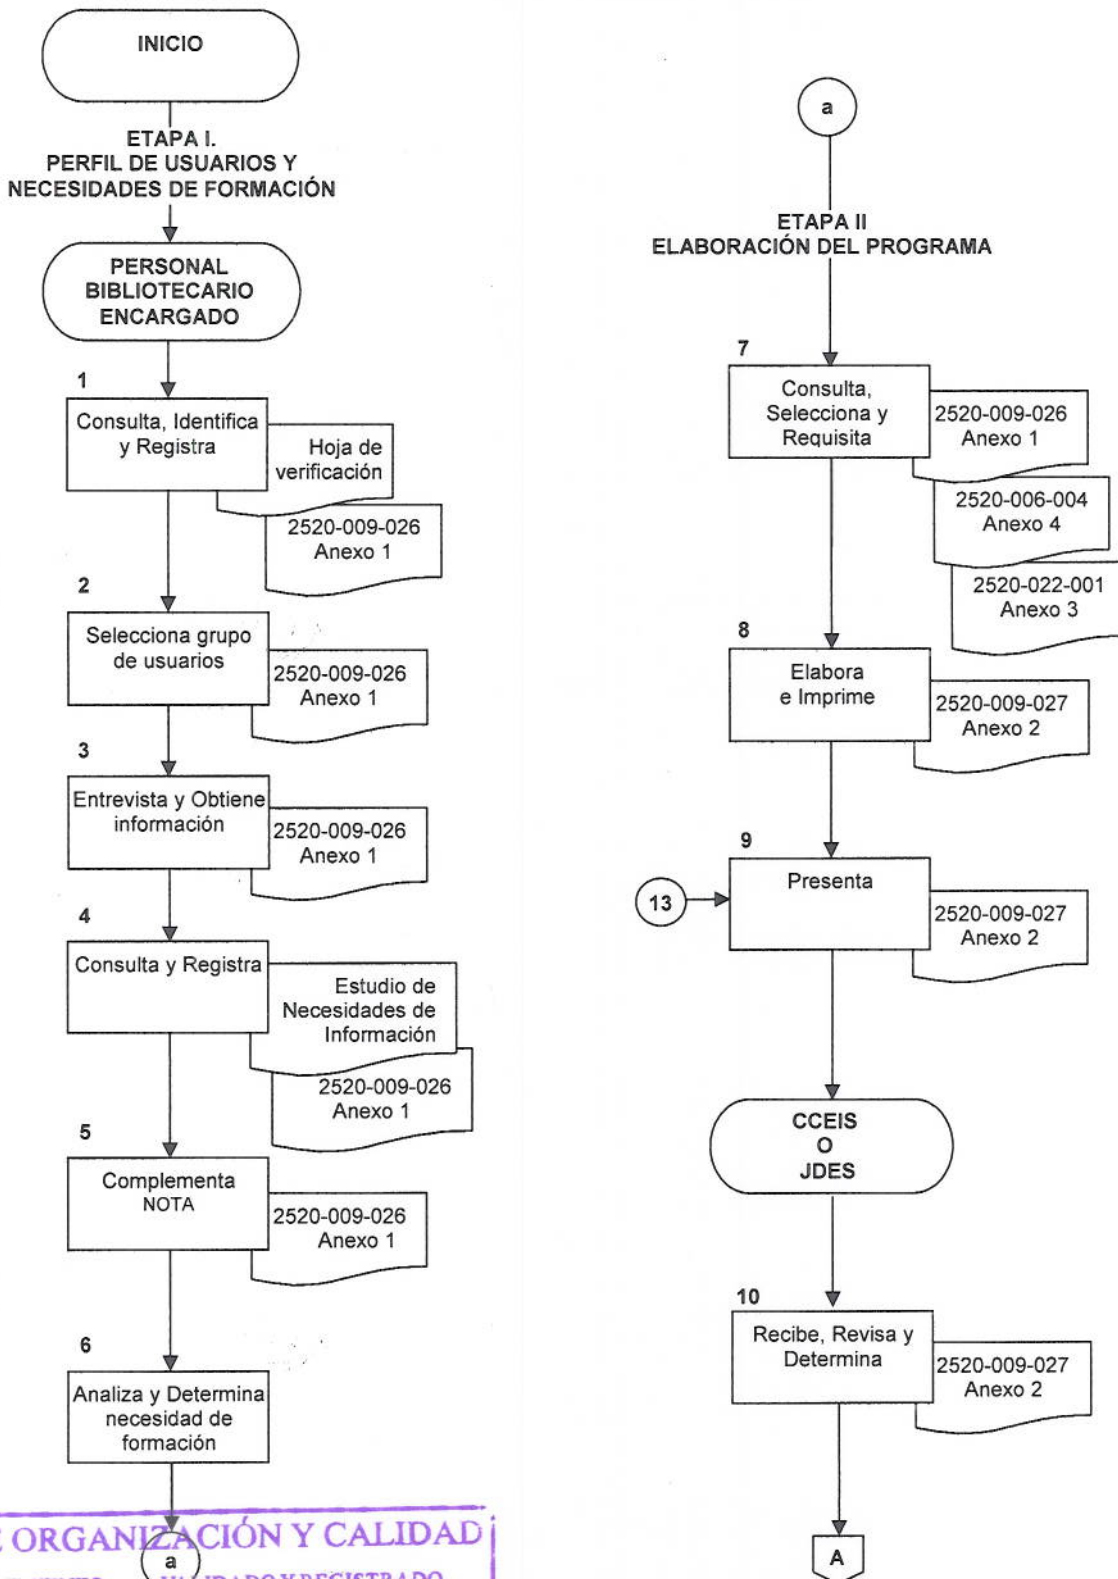 INICIO
ETAPA I.
PERFIL DE USUARIOS Y
NECESIDADES DE FORMACIÓN
PERSONAL
BIBLIOTECARIO
ENCARGADO
1
Consulta, Identifica
y Registra
Hoja de
verificación
2520-009-026
Anexo 1
2
Selecciona grupo
de usuarios
2520-009-026
Anexo 1
3
Entrevista y Obtiene
información
2520-009-026
Anexo 1
4
Consulta y Registra
Estudio de
Necesidades de
Información
2520-009-026
Anexo 1
5
Complementa
NOTA
2520-009-026
Anexo 1
6
Analiza y Determina
necesidad de
formación
a
ORGANIZACIÓN Y CALIDAD
VALIDADO Y REGISTRADO
a
ETAPA II
ELABORACIÓN DEL PROGRAMA
7
Consulta,
Selecciona y
Requisita
2520-009-026
Anexo 1
2520-006-004
Anexo 4
2520-022-001
Anexo 3
8
Elabora
e Imprime
2520-009-027
Anexo 2
9
13
Presenta
2520-009-027
Anexo 2
CCEIS
O
JDES
10
Recibe, Revisa y
Determina
2520-009-027
Anexo 2
A